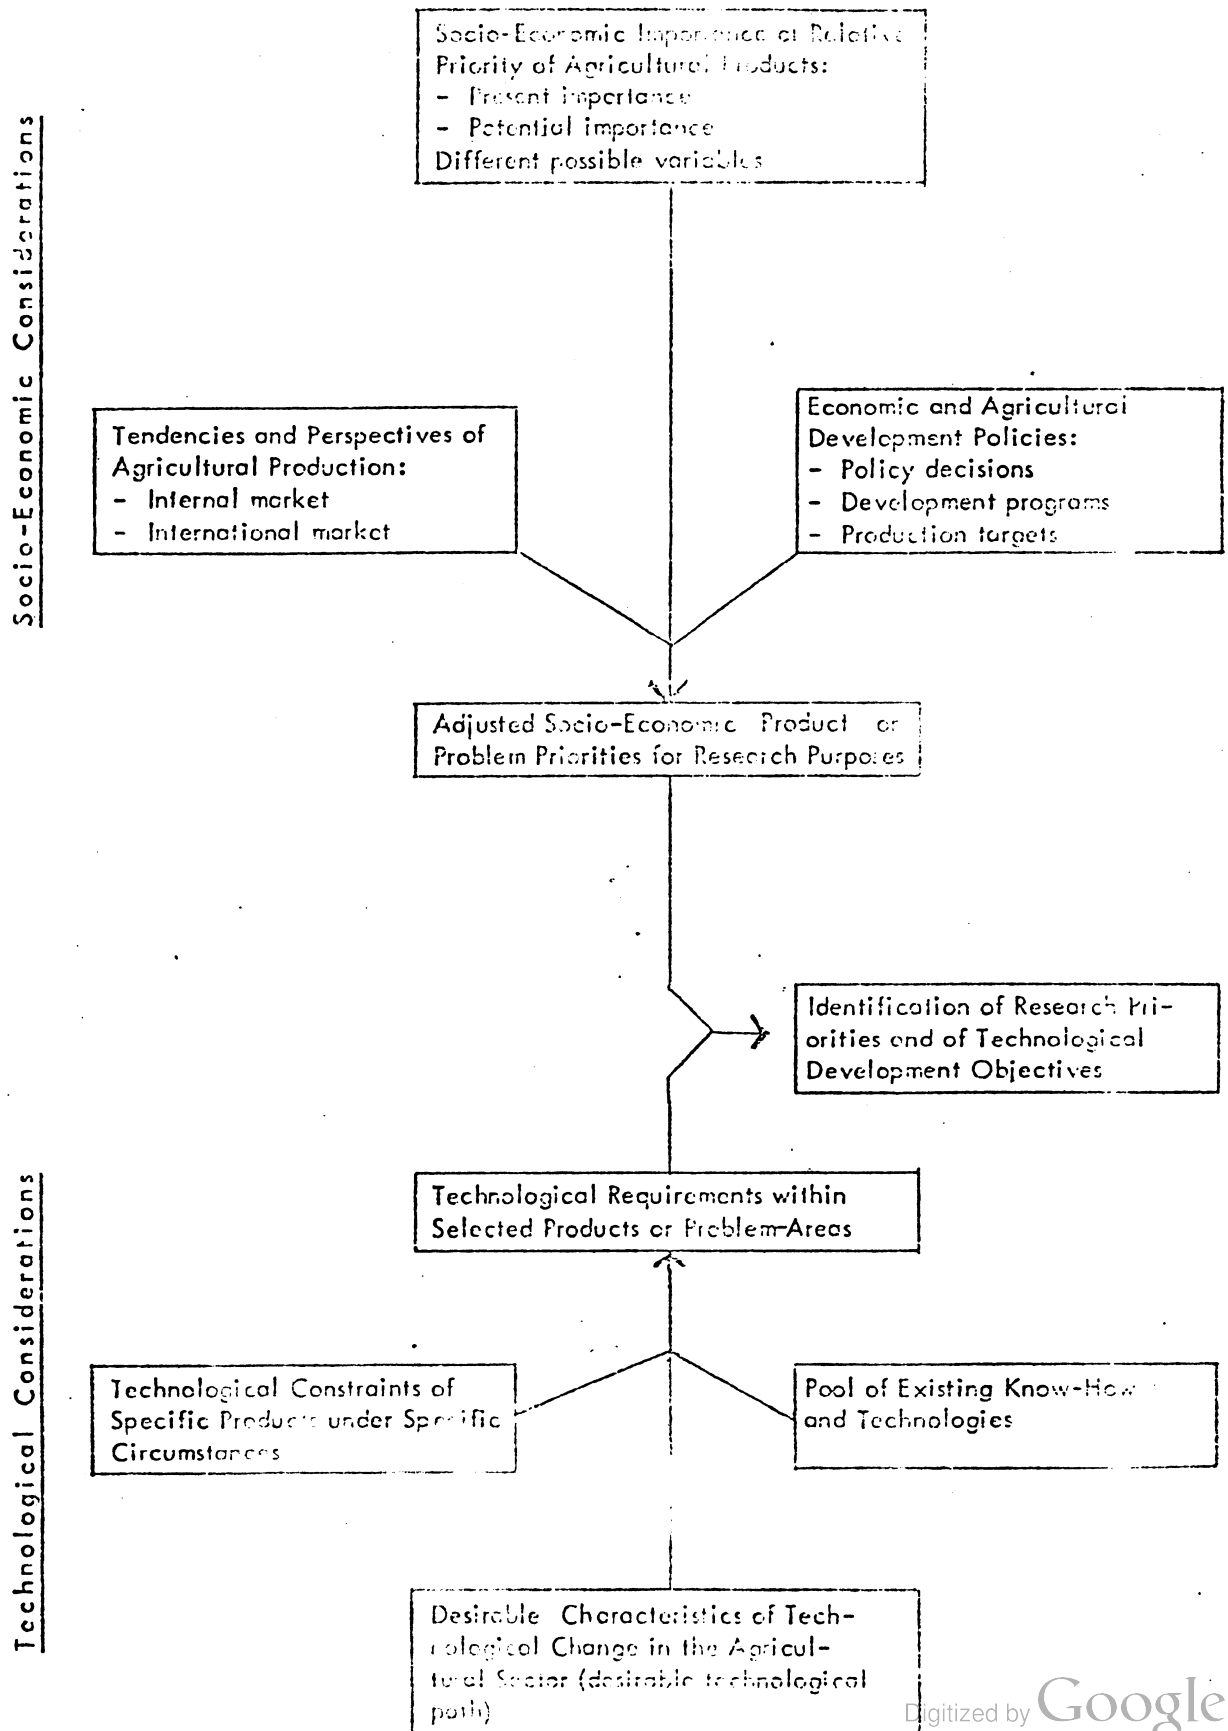 Socio-Economic Considerations
Socio-Economic Importance or Relative
Priority of Agricultural Products:
- Present importance
- Potential importance
Different possible variables
Tendencies and Perspectives of
Agricultural Production:
- Internal market
- International market
Economic and Agricultural
Development Policies:
- Policy decisions
- Development programs
- Production targets
Adjusted Socio-Economic Product or
Problem Priorities for Research Purposes
Identification of Research Pri-
orities and of Technological
Development Objectives
Technological Considerations
Technological Requirements within
Selected Products or Problem-Areas
Technological Constraints of
Specific Products under Specific
Circumstances
Pool of Existing Know-How
and Technologies
Desirable Characteristics of Tech-
nological Change in the Agricul-
tural Sector (desirable technological
path)
Digitized by Google